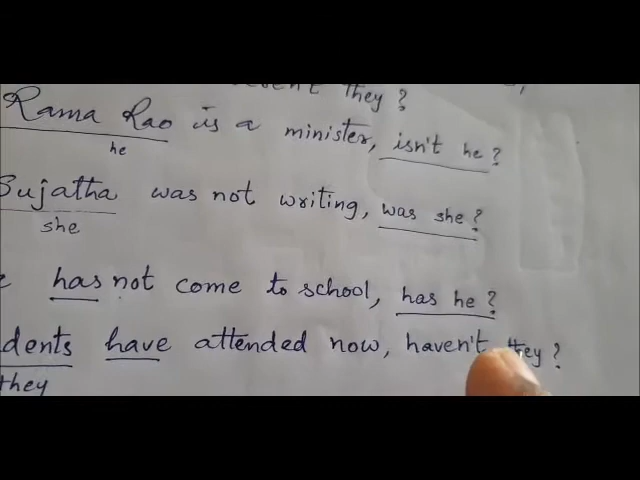 they?
Rama Rao is a minister, isn't he?
he
Sujatha was not writing, was she?
she
has not come to school, has he?
dents have attended now, haven't they?
they